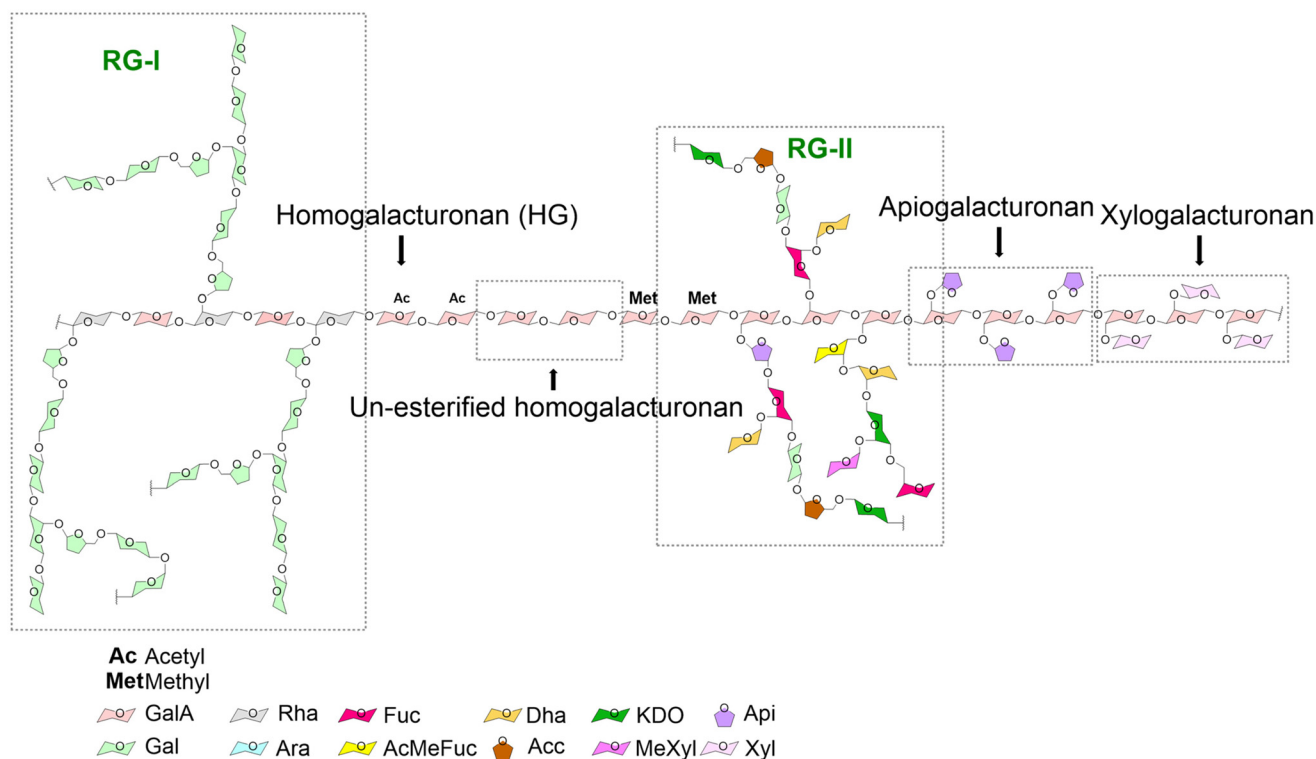 RG-I
RG-II
Homogalacturonan (HG)
Apiogalacturonan
Xylogalacturonan
Ac Ac
Met Met
Un-esterified homogalacturonan
Ac Acetyl
Met Methyl
GalA Rha Fuc Dha KDO Api
Gal Ara AcMeFuc Acc MeXyl Xyl